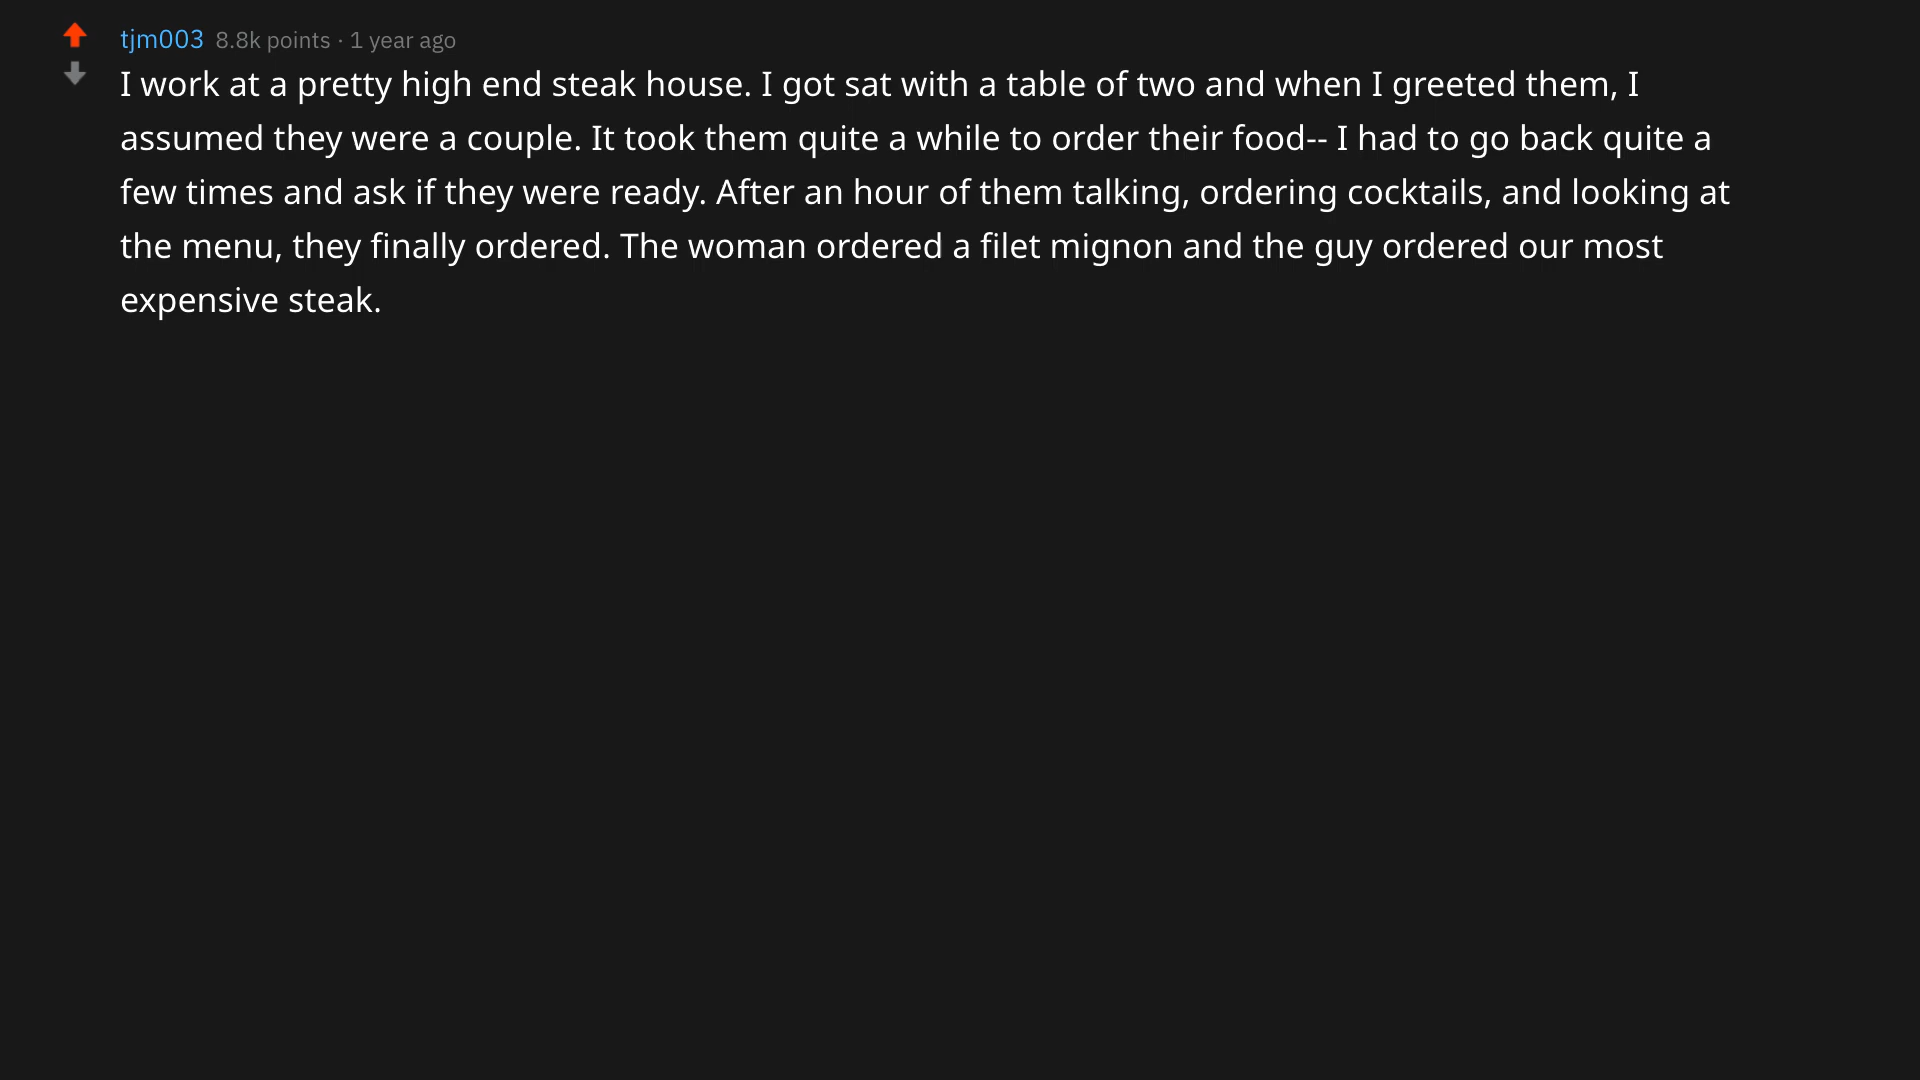 tjm003 8.8k points · 1 year ago
I work at a pretty high end steak house. I got sat with a table of two and when I greeted them, I
assumed they were a couple. It took them quite a while to order their food-- I had to go back quite a
few times and ask if they were ready. After an hour of them talking, ordering cocktails, and looking at
the menu, they finally ordered. The woman ordered a filet mignon and the guy ordered our most
expensive steak.